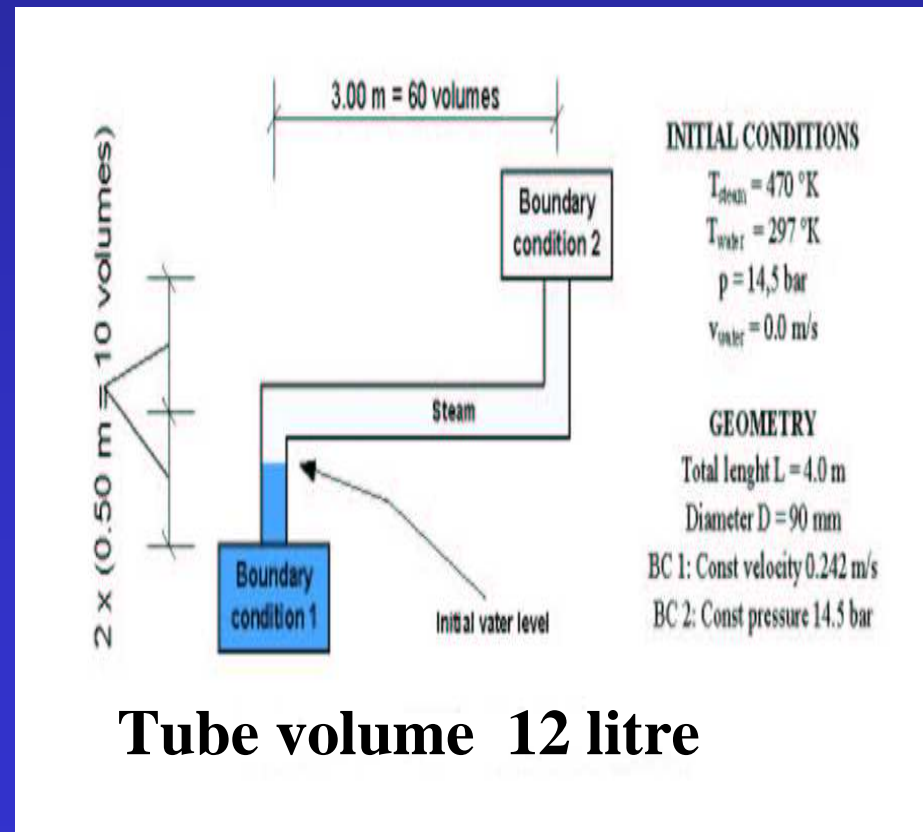 3.00 m = 60 volumes
2 x (0.50 m = 10 volumes)
Boundary
condition 2
Steam
Boundary
condition 1
Initial vater level
INITIAL CONDITIONS
Tsteam = 470 °K
Twater = 297 °K
p = 14,5 bar
vwater = 0.0 m/s
GEOMETRY
Total lenght L = 4.0 m
Diameter D = 90 mm
BC 1: Const velocity 0.242 m/s
BC 2: Const pressure 14.5 bar
Tube volume 12 litre